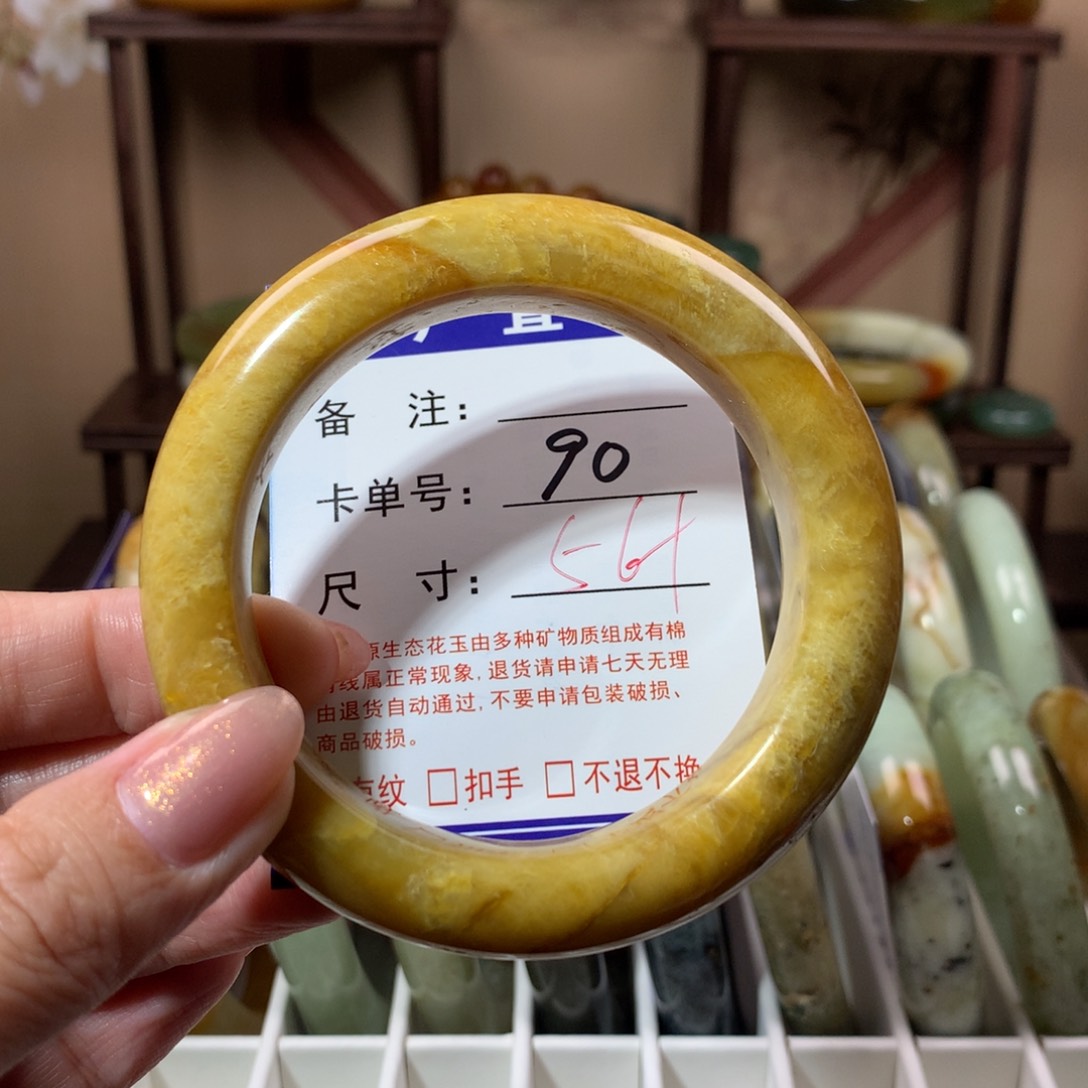 直
备 注：
卡单号： 90
尺 寸：
原生态花玉由多种矿物质组成有棉
线属正常现象，退货请申请七天无理
由退货自动通过，不要申请包装破损、
商品破损。
有纹 □扣手 □不退不换